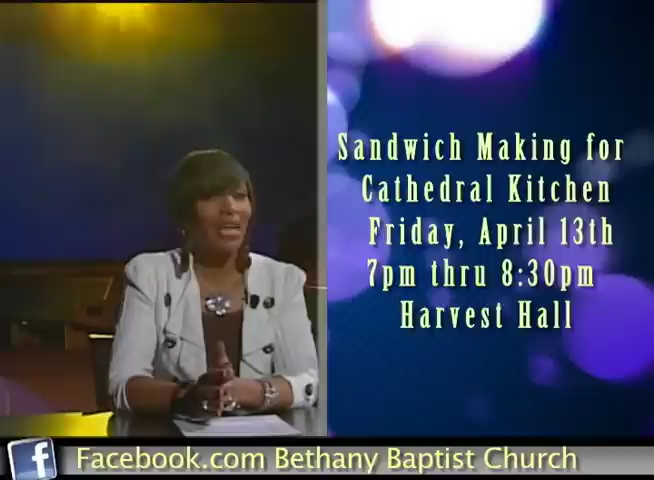 Sandwich Making for
Cathedral Kitchen
Friday, April 13th
7pm thru 8:30pm
Harvest Hall
f Facebook.com Bethany Baptist Church